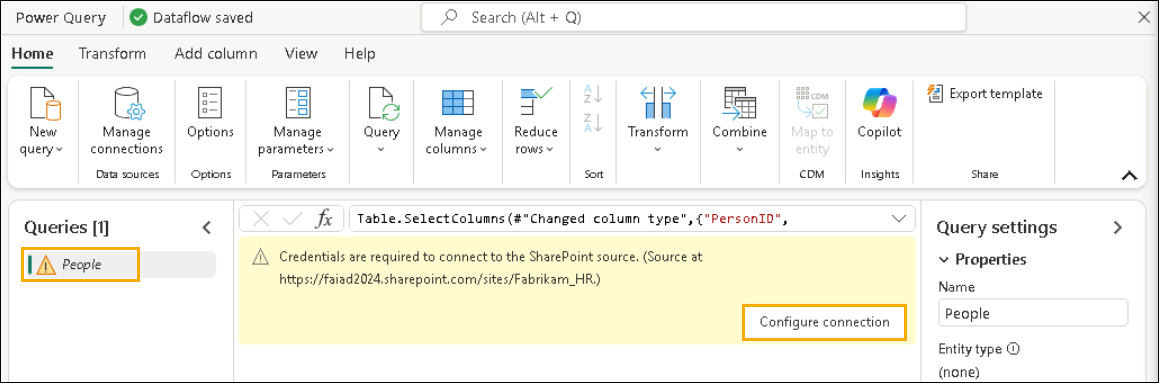 Power Query
Dataflow saved
Search (Alt + Q)
Home
Transform
Add column
View
Help
New
query
Manage
connections
Data sources
Options
Options
Manage
parameters
Parameters
Query
Manage
columns
Reduce
rows
A
Z
Z
A
Sort
Transform
Combine
CDM
Map to
entity
CDM
Copilot
Insights
Export template
Share
Queries [1]
People
fx
Table.SelectColumns(#"Changed column type",{"PersonID",
Credentials are required to connect to the SharePoint source. (Source at
https://faiad2024.sharepoint.com/sites/Fabrikam_HR.)
Configure connection
Query settings
Properties
Name
People
Entity type
(none)